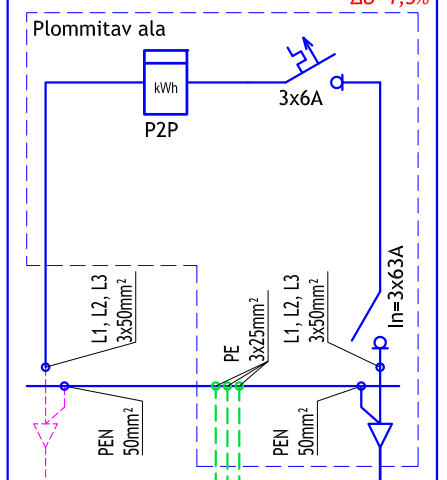 Plommitav ala
kWh
P2P
3x6A
In=3x63A
L1, L2, L3
3x50mm²
PE
3x25mm²
L1, L2, L3
3x50mm²
PEN
50mm²
PEN
50mm²